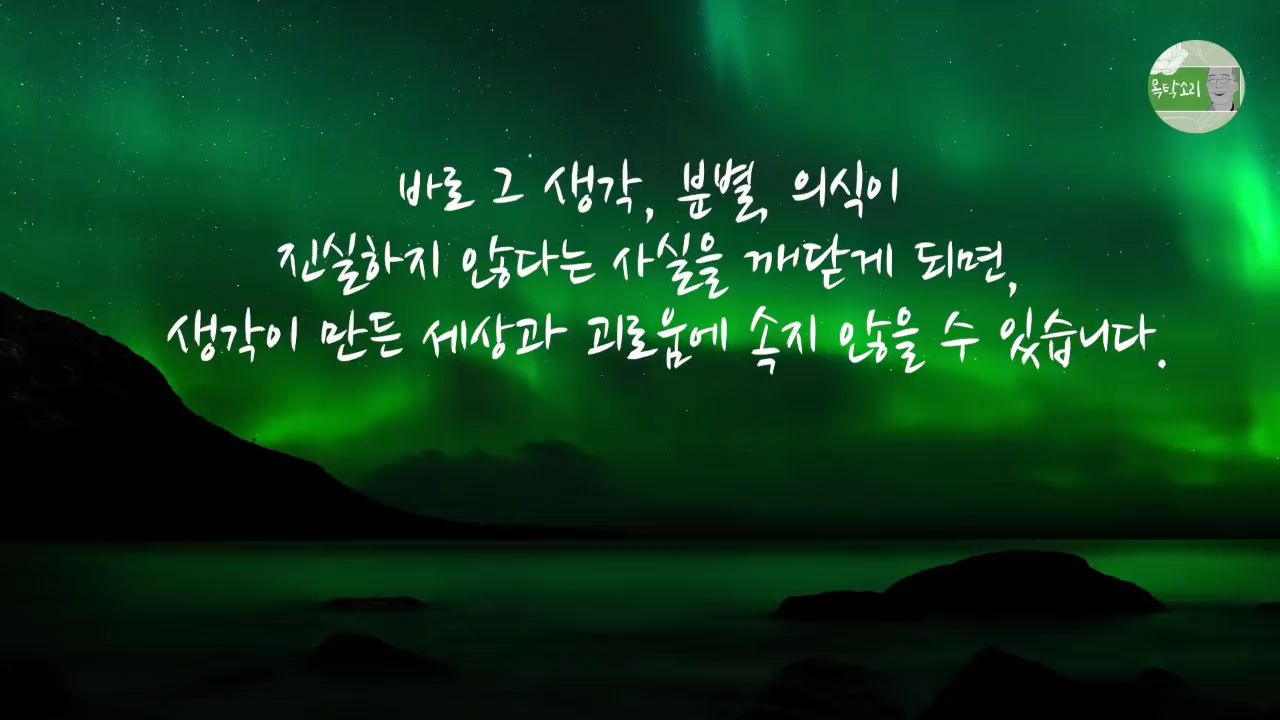 목탁소리
바로 그 생각, 분별, 의식이
진실하지 않다는 사실을 깨닫게 되면,
생각이 만든 세상과 괴로움에 속지 않을 수 있습니다.